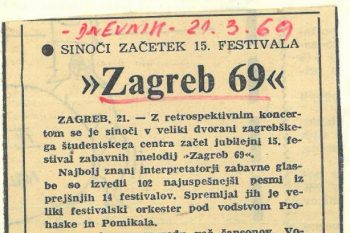 - DNEVNIK - 21.3.69
● SINOČI ZAČETEK 15. FESTIVALA
»Zagreb 69«
ZAGREB, 21. — Z retrospektivnim koncer-
tom se je sinoči v veliki dvorani zagrebške-
ga študentskega centra začel jubilejni 15. fe-
stival zabavnih melodij »Zagreb 69«.
Najbolj znani interpretatorji zabavne glas-
be so izvedli 102 najuspešnejši pesmi iz
prejšnjih 14 festivalov. Spremljal jih je ve-
liki festivalski orkester pod vodstvom Pro-
haske in Pomikala.